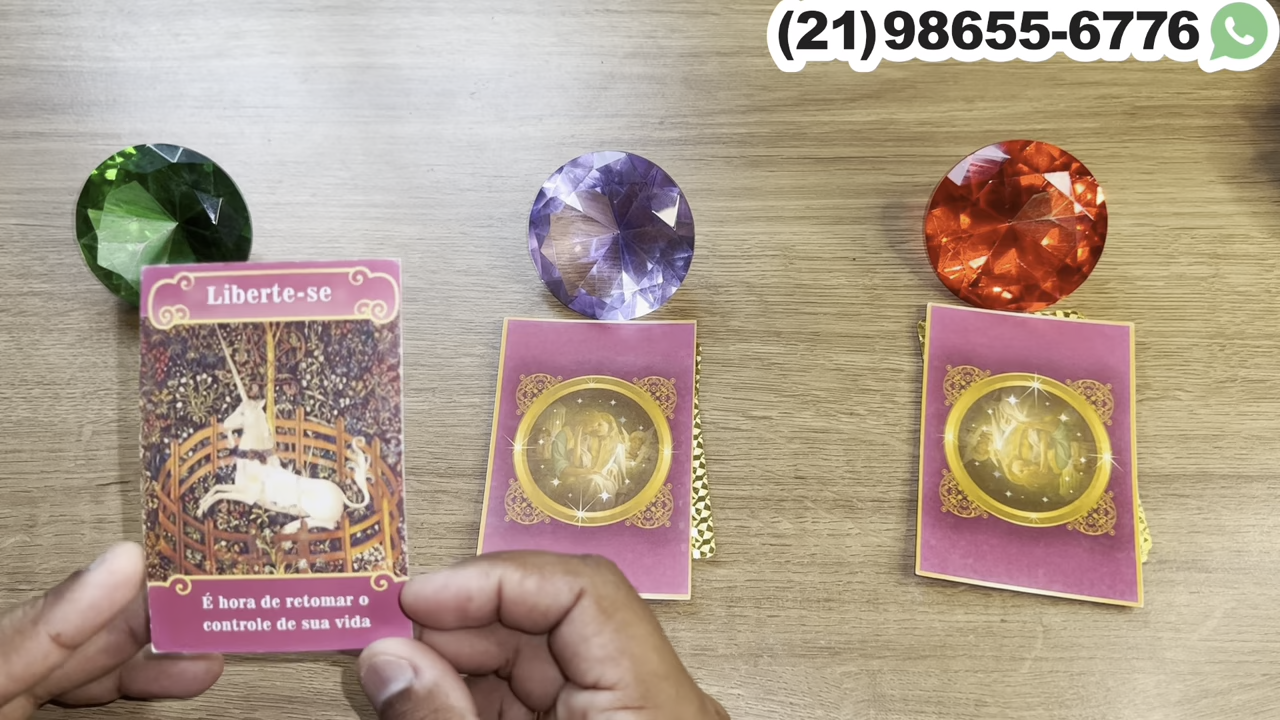 (21)98655-6776
Liberte-se
É hora de retomar o
controle de sua vida